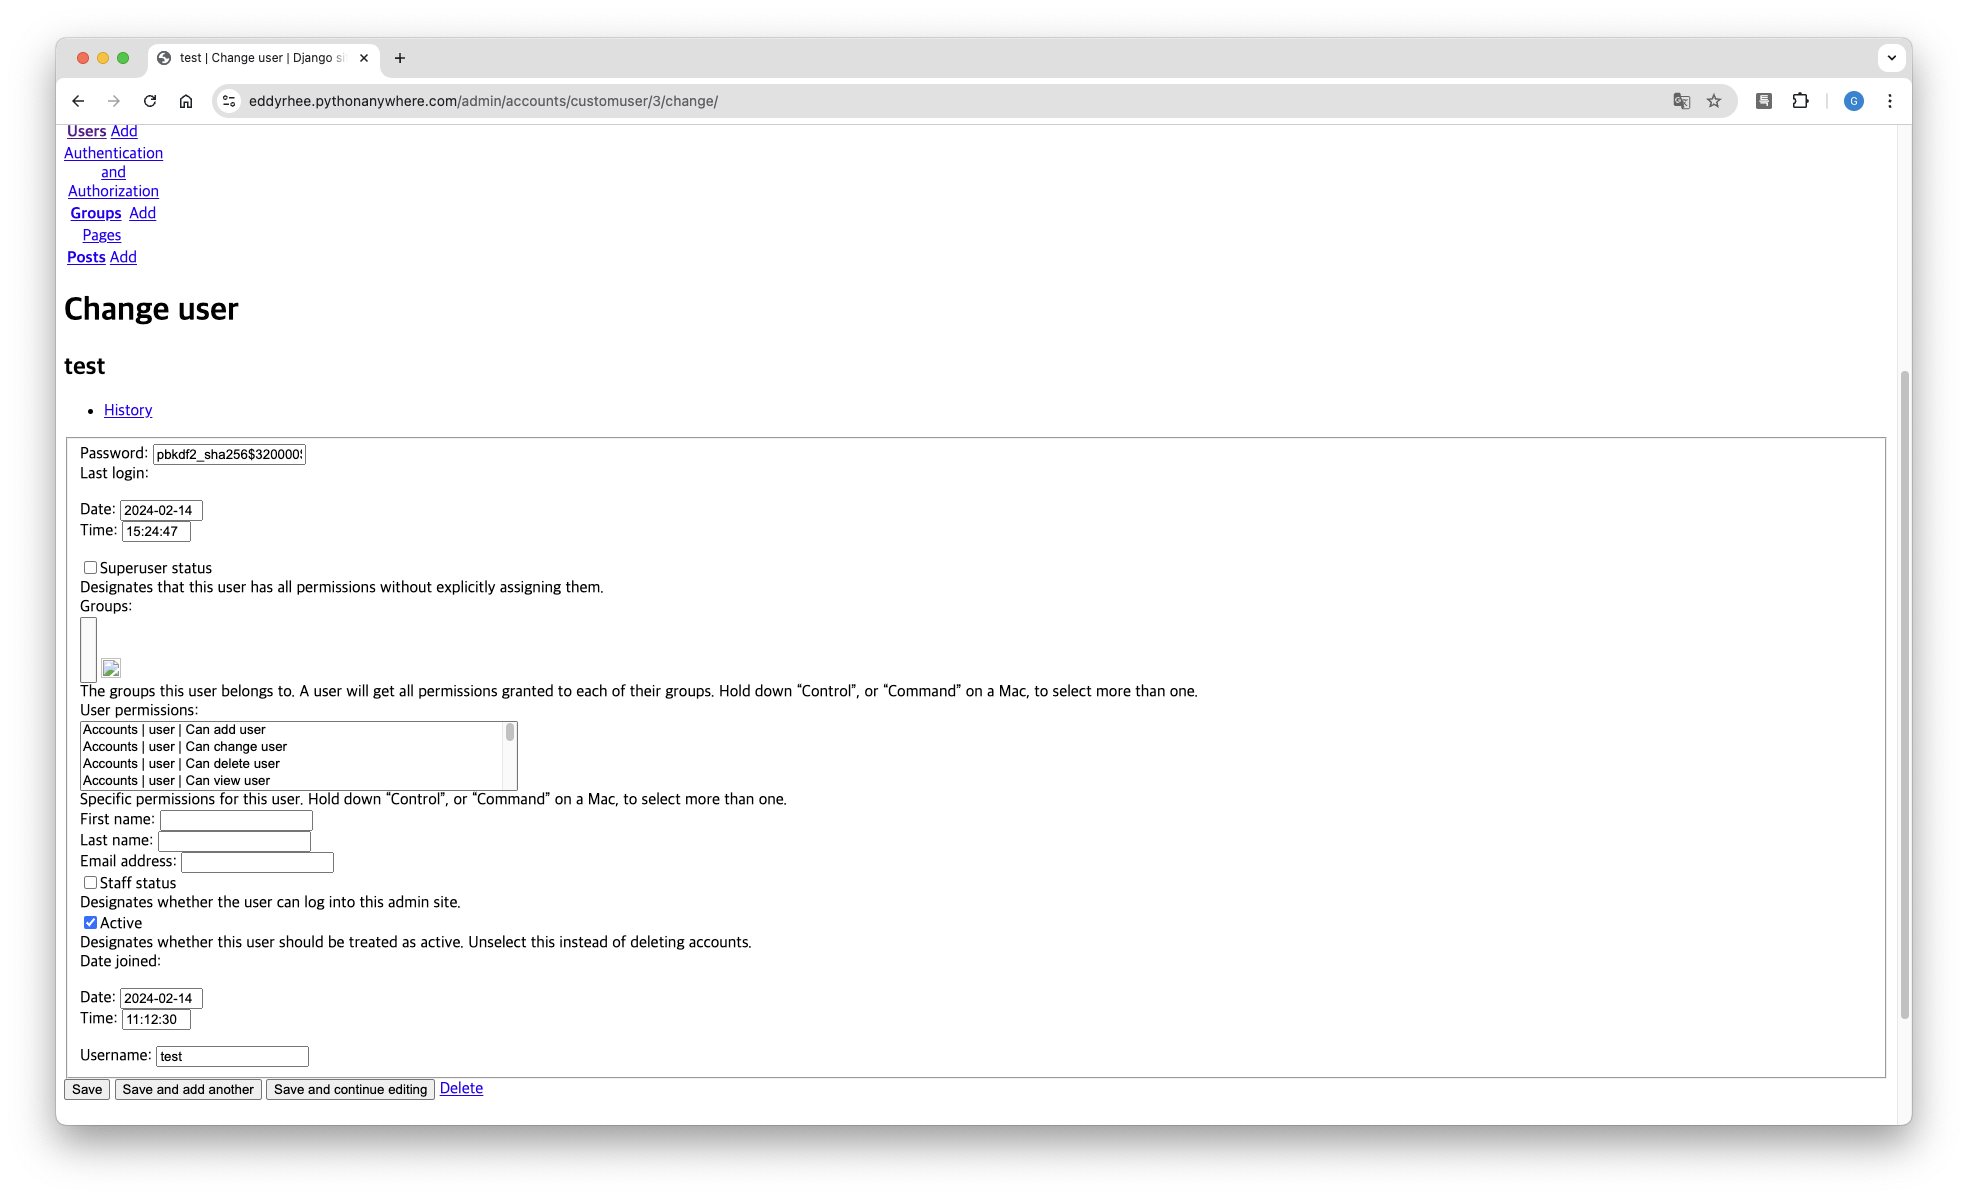 test | Change user | Django si
eddyrhee.pythonanywhere.com/admin/accounts/customuser/3/change/
G
Users Add
Authentication
and
Authorization
Groups Add
Pages
Posts Add
Change user
test
History
Password: pbkdf2_sha256$320000$
Last login:
Date: 2024-02-14
Time: 15:24:47
Superuser status
Designates that this user has all permissions without explicitly assigning them.
Groups:
The groups this user belongs to. A user will get all permissions granted to each of their groups. Hold down “Control”, or “Command” on a Mac, to select more than one.
User permissions:
Accounts | user | Can add user
Accounts | user | Can change user
Accounts | user | Can delete user
Accounts | user | Can view user
Specific permissions for this user. Hold down “Control”, or “Command” on a Mac, to select more than one.
First name:
Last name:
Email address:
Staff status
Designates whether the user can log into this admin site.
Active
Designates whether this user should be treated as active. Unselect this instead of deleting accounts.
Date joined:
Date: 2024-02-14
Time: 11:12:30
Username: test
Save Save and add another Save and continue editing Delete